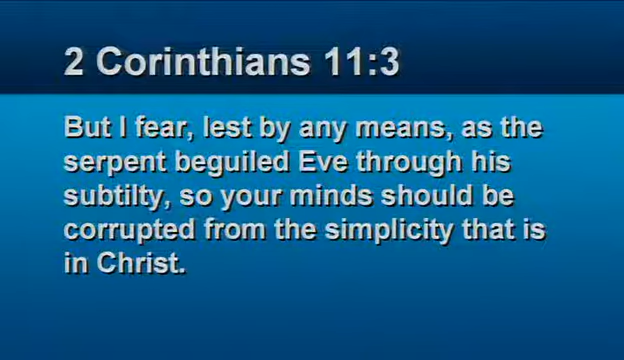 2 Corinthians 11:3
But I fear, lest by any means, as the
serpent beguiled Eve through his
subtilty, so your minds should be
corrupted from the simplicity that is
in Christ.